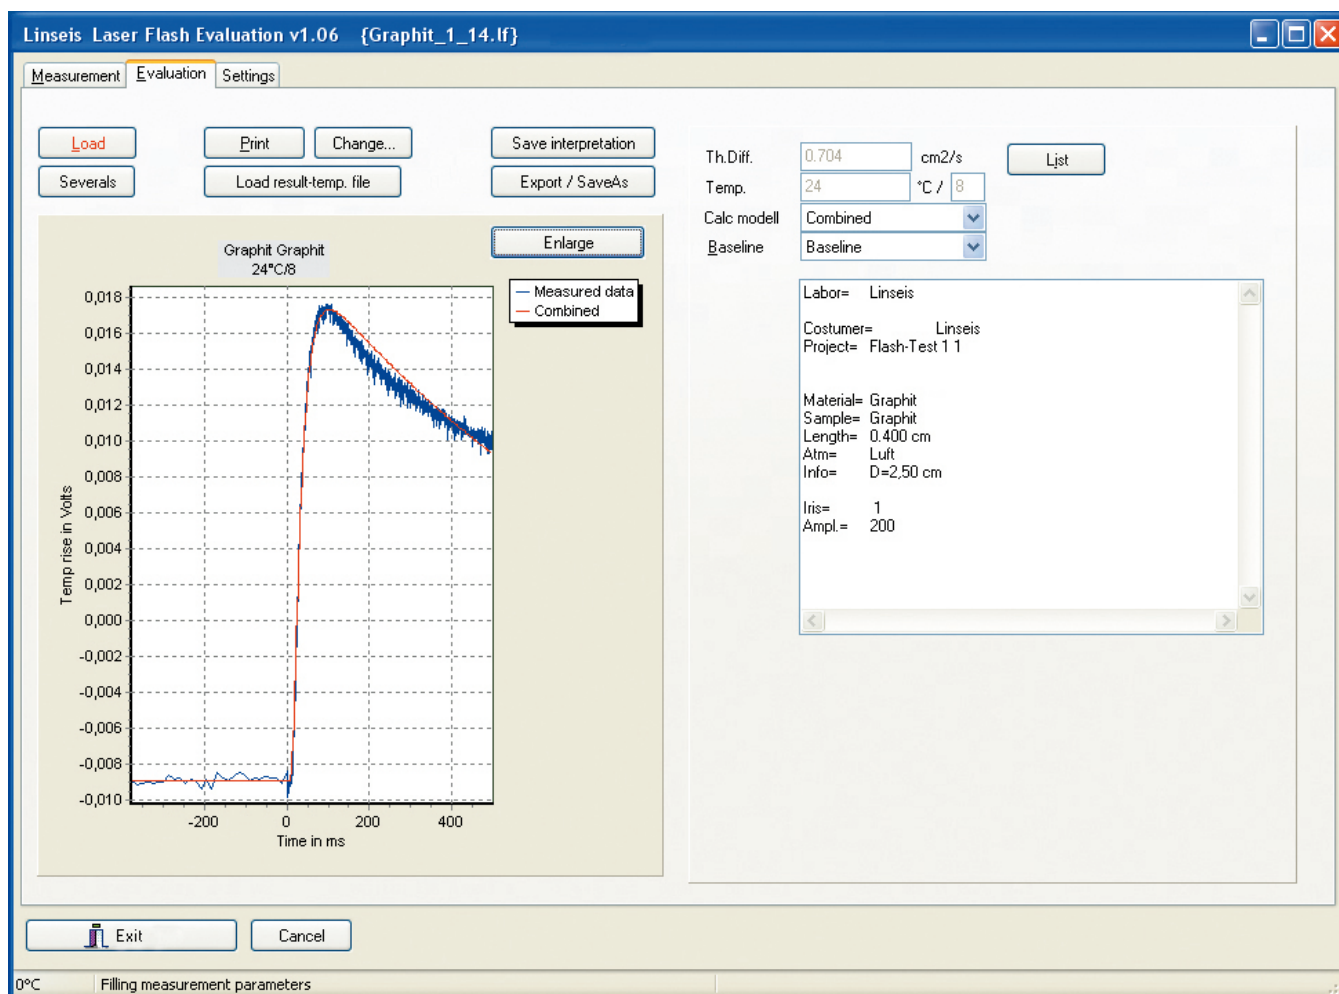 Linseis Laser Flash Evaluation v1.06 {Graphit_1_14.lf}
Measurement Evaluation Settings
Load Print Change... Save interpretation
Severals Load result-temp. file Export / SaveAs
Th.Diff. 0.704 cm2/s List
Temp. 24 °C / 8
Calc modell Combined
Baseline Baseline
Enlarge
Graphit Graphit
24°C/8
Measured data
Combined
0,018
0,016
0,014
0,012
0,010
0,008
0,006
0,004
0,002
0,000
-0,002
-0,004
-0,006
-0,008
-0,010
Temp rise in Volts
-200 0 200 400
Time in ms
Labor= Linseis
Costumer= Linseis
Project= Flash-Test 1 1
Material= Graphit
Sample= Graphit
Length= 0.400 cm
Atm= Luft
Info= D=2,50 cm
Iris= 1
Ampl.= 200
Exit Cancel
0°C Filling measurement parameters